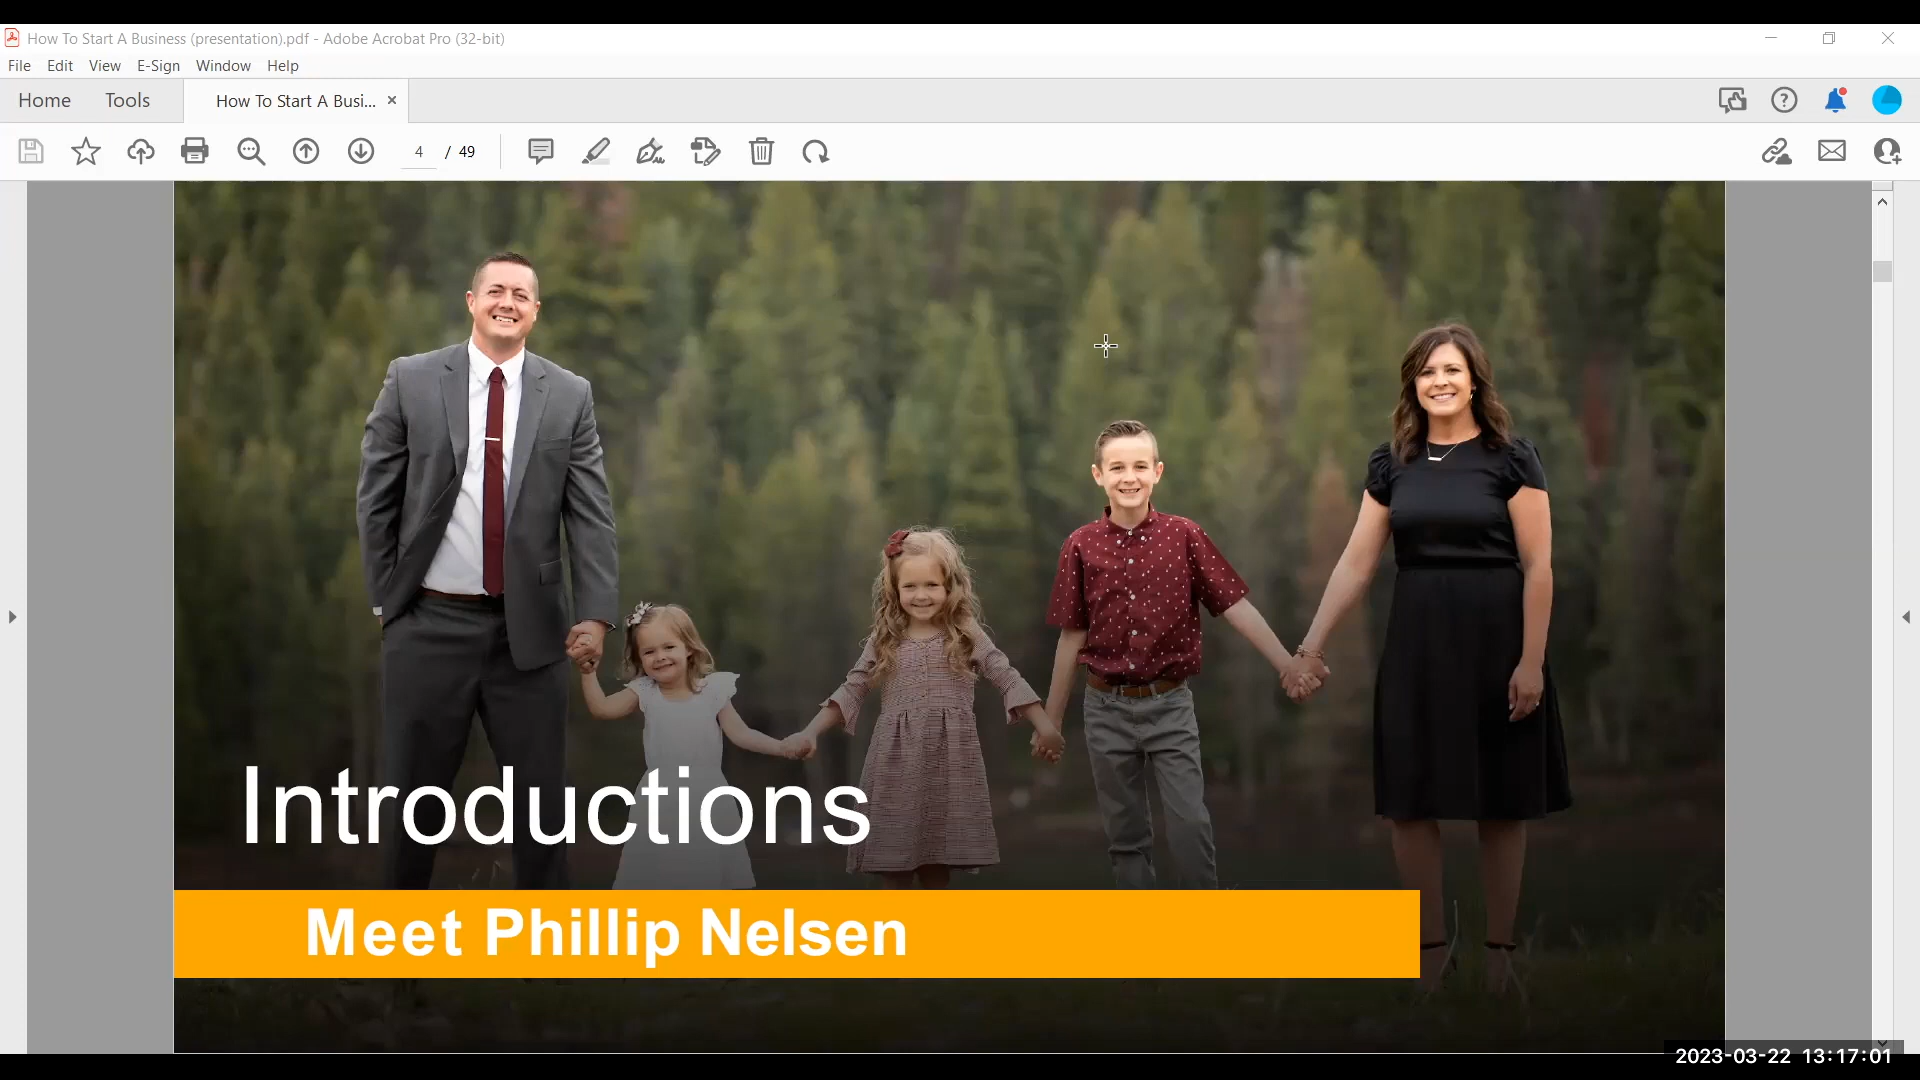 How To Start A Business (presentation).pdf - Adobe Acrobat Pro (32-bit)
File Edit View E-Sign Window Help
Home Tools How To Start A Busi... ×
4 / 49
Introductions
Meet Phillip Nelsen
2023-03-22 13:17:01